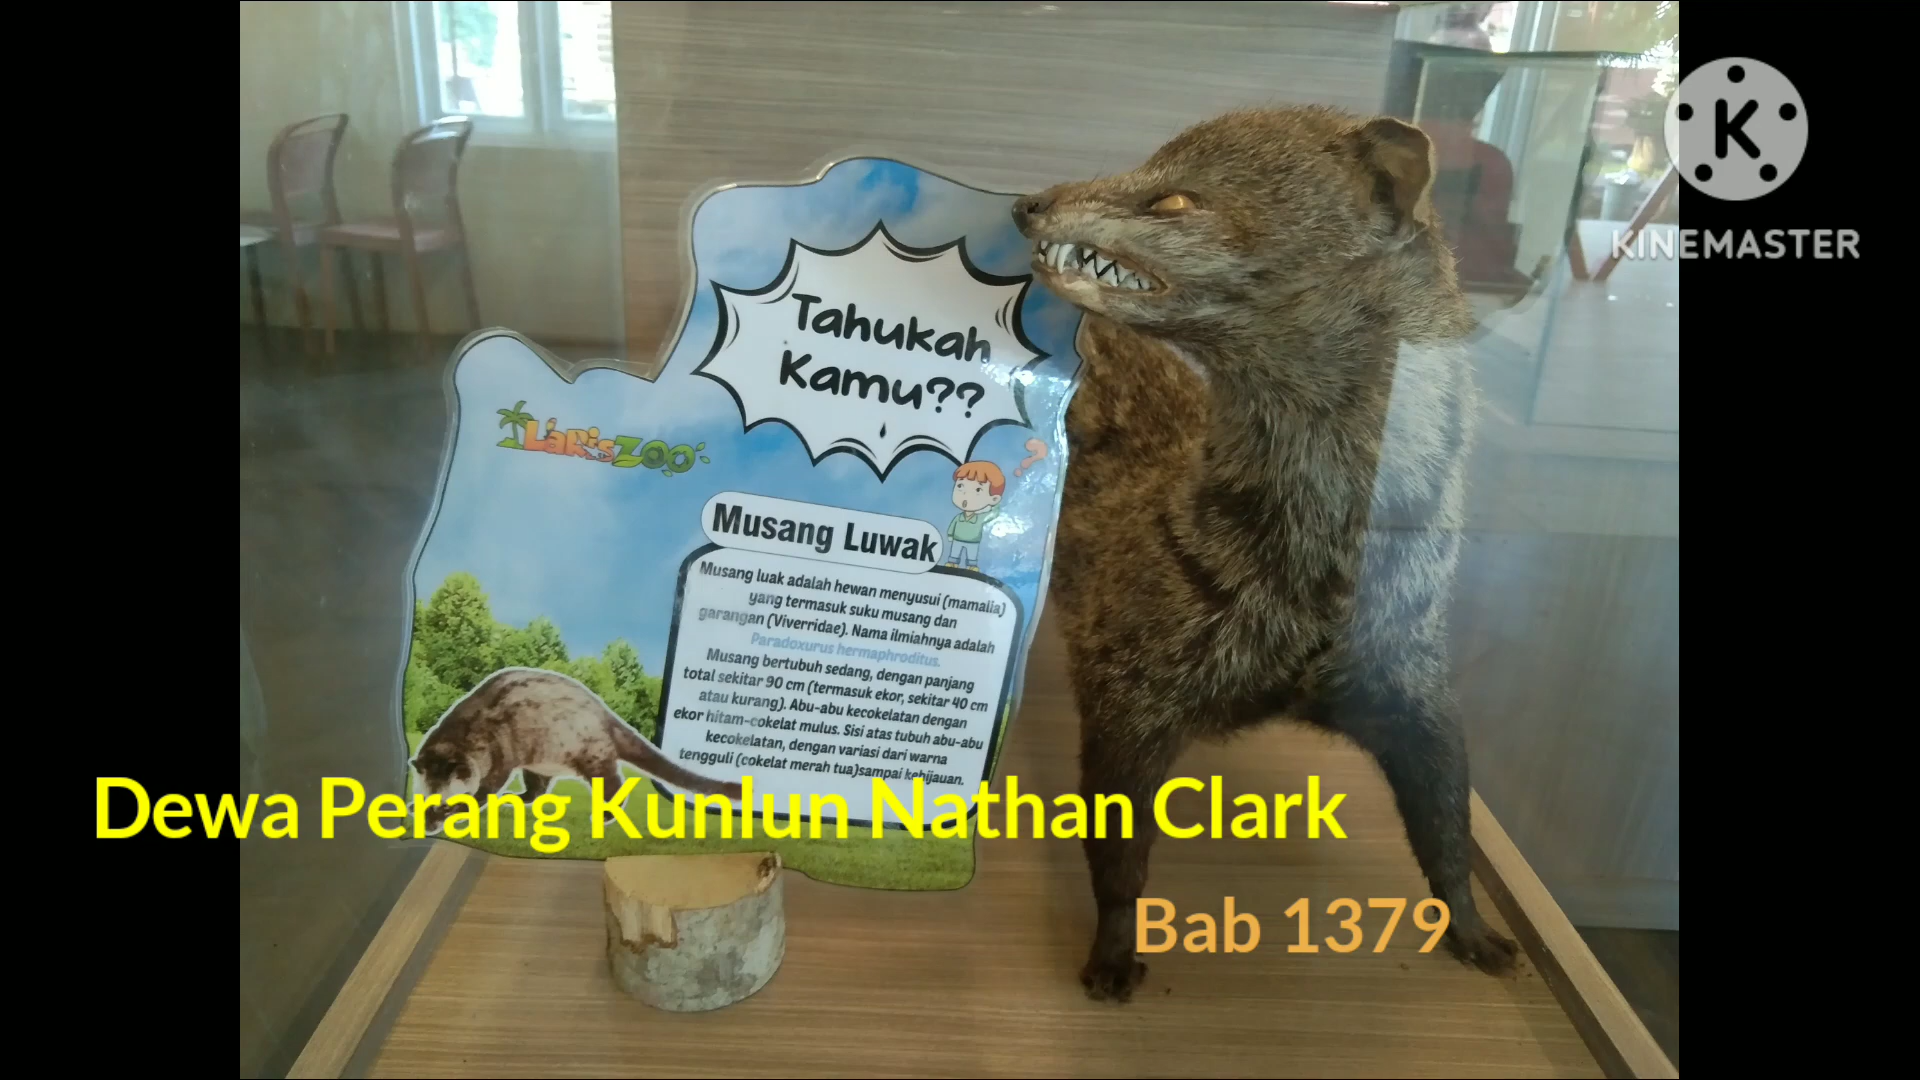 Tahukah
Kamu??
LaRisZOO
?
Musang Luwak
Musang luak adalah hewan menyusui (mamalia)
yang termasuk suku musang dan
garangan (Viverridae). Nama ilmiahnya adalah
Paradoxurus hermaphroditus.
Musang bertubuh sedang, dengan panjang
total sekitar 90 cm (termasuk ekor, sekitar 40 cm
atau kurang). Abu-abu kecokelatan dengan
ekor hitam-cokelat mulus. Sisi atas tubuh abu-abu
kecokelatan, dengan variasi dari warna
tengguli (cokelat merah tua)sampai kehijauan.
Dewa Perang Kunlun Nathan Clark
Bab 1379
K
KINEMASTER